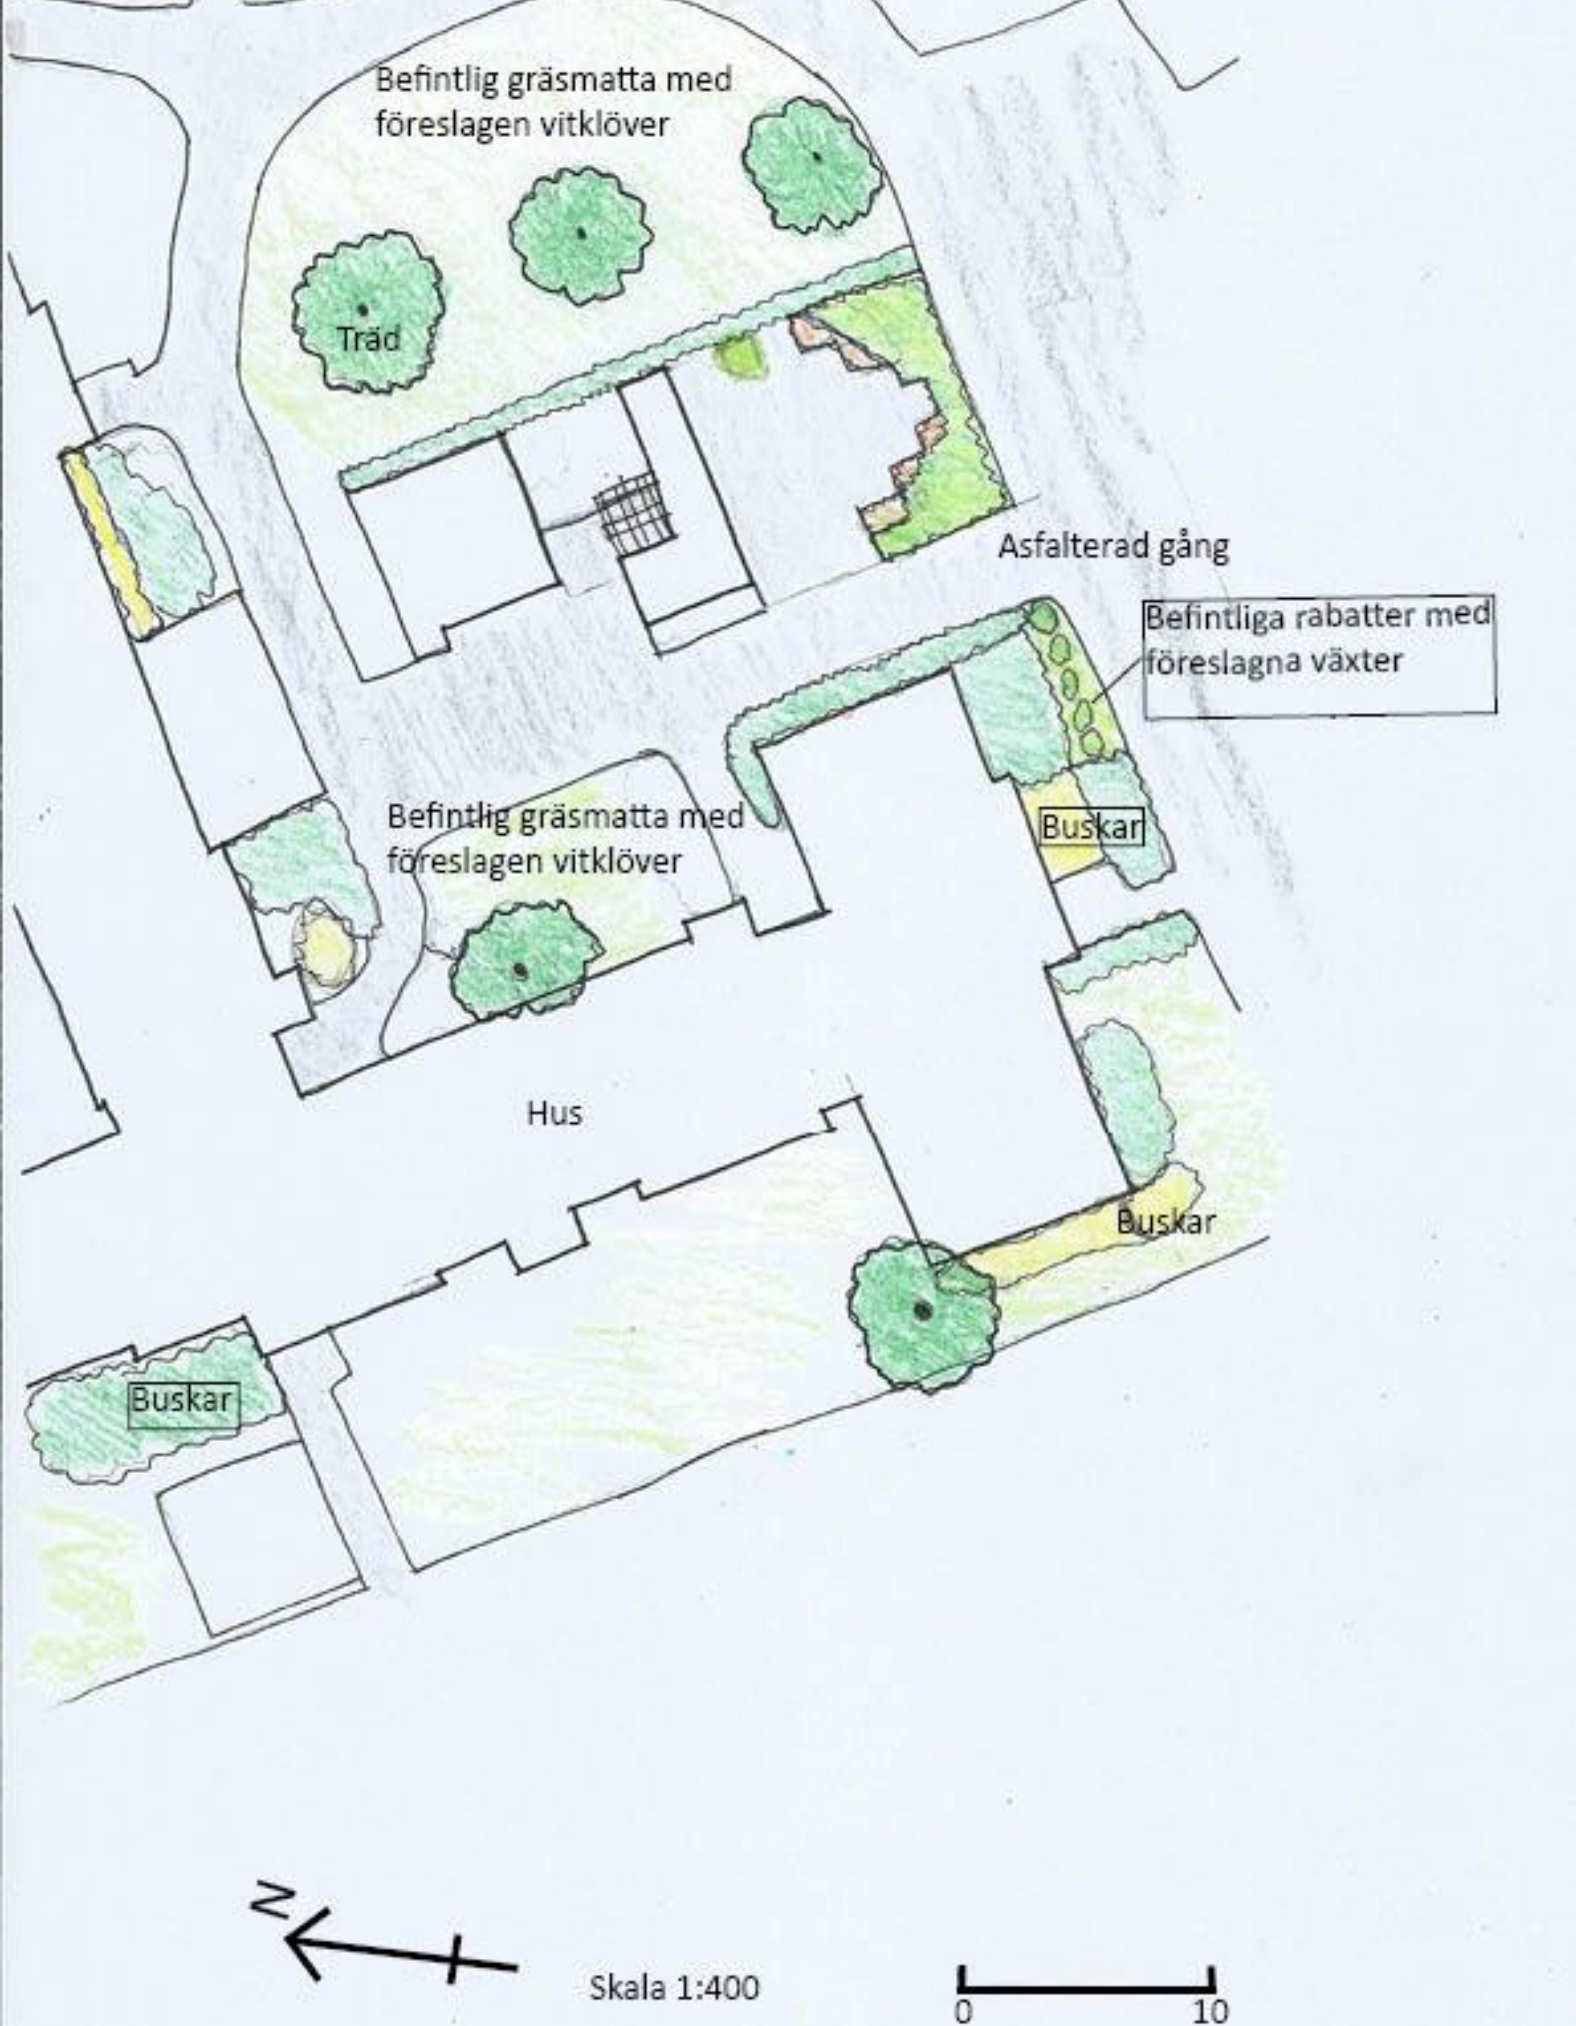 Befintlig gräsmatta med
föreslagen vitklöver
Träd
Asfalterad gång
Befintliga rabatter med
föreslagna växter
Befintlig gräsmatta med
föreslagen vitklöver
Buskar
Hus
Buskar
Buskar
N
Skala 1:400
0 10